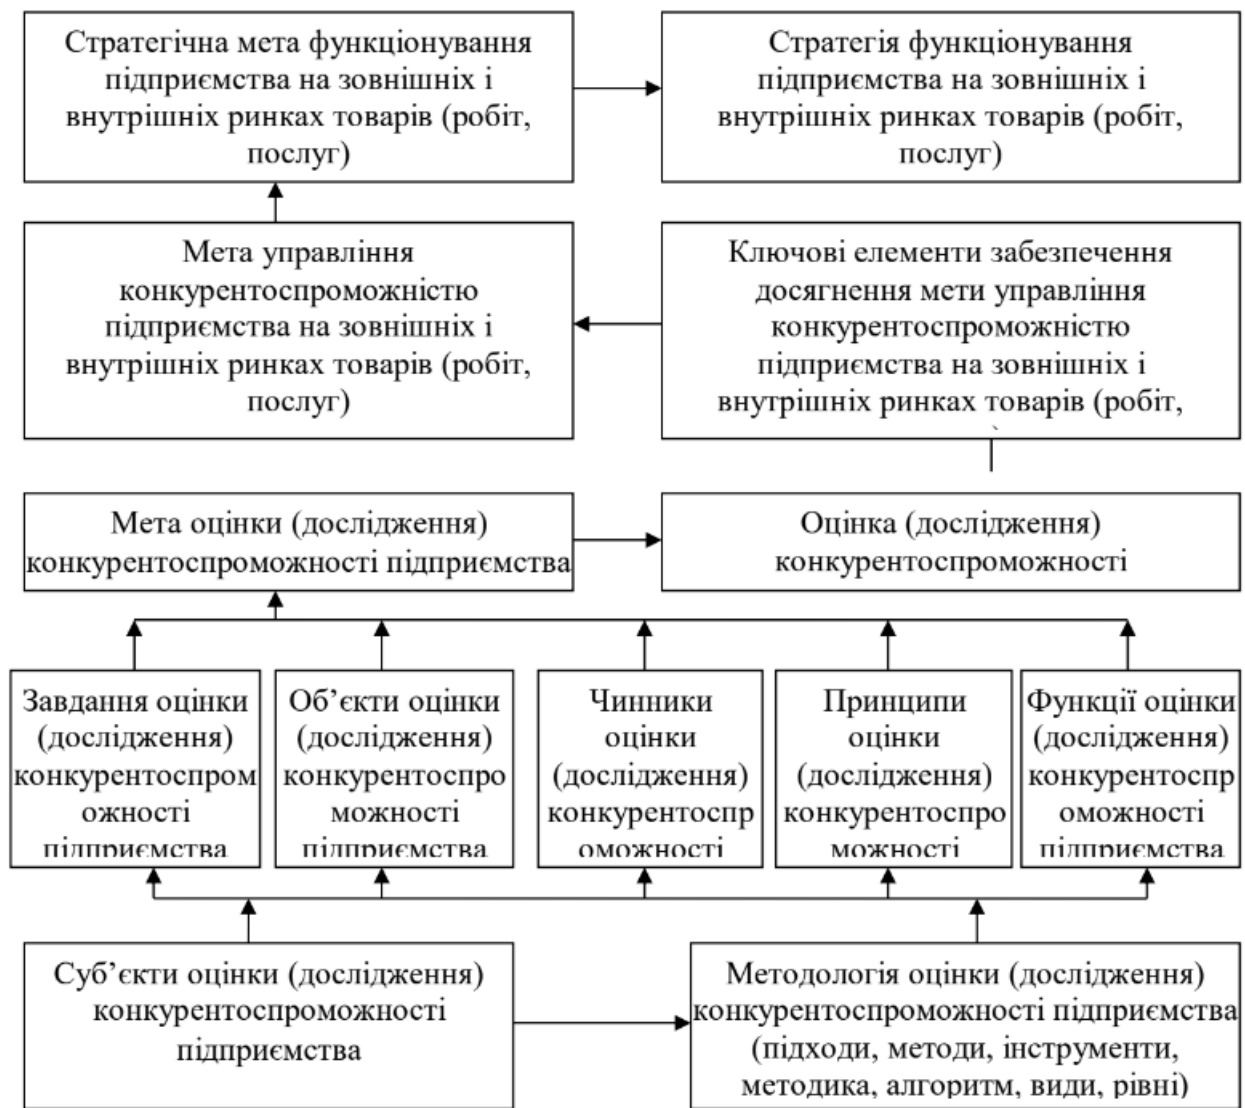 Стратегічна мета функціонування
підприємства на зовнішніх і
внутрішніх ринках товарів (робіт,
послуг)
Стратегія функціонування
підприємства на зовнішніх і
внутрішніх ринках товарів (робіт,
послуг)
Мета управління
конкурентоспроможністю
підприємства на зовнішніх і
внутрішніх ринках товарів (робіт,
послуг)
Ключові елементи забезпечення
досягнення мети управління
конкурентоспроможністю
підприємства на зовнішніх і
внутрішніх ринках товарів (робіт,
Мета оцінки (дослідження)
конкурентоспроможності підприємства
Оцінка (дослідження)
конкурентоспроможності
Завдання оцінки
(дослідження)
конкурентоспром
ожності
підприємства
Об’єкти оцінки
(дослідження)
конкурентоспро
можності
підприємства
Чинники
оцінки
(дослідження)
конкурентоспр
оможності
Принципи
оцінки
(дослідження)
конкурентоспро
можності
Функції оцінки
(дослідження)
конкурентоспр
оможності
підприємства
Суб’єкти оцінки (дослідження)
конкурентоспроможності
підприємства
Методологія оцінки (дослідження)
конкурентоспроможності підприємства
(підходи, методи, інструменти,
методика, алгоритм, види, рівні)